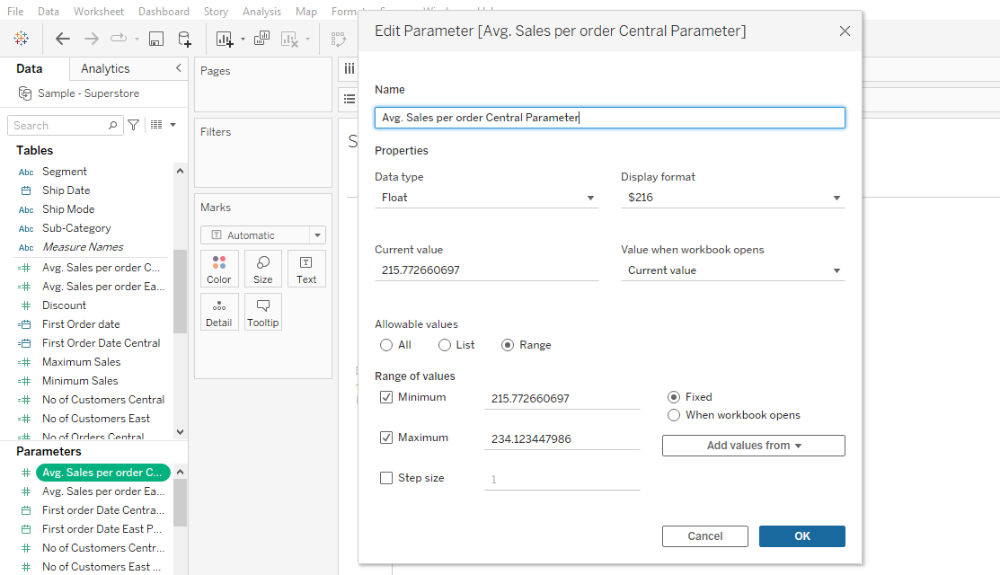 File Data Worksheet Dashboard Story Analysis Map
Edit Parameter [Avg. Sales per order Central Parameter]
Data
Analytics
Sample - Superstore
Search
Tables
Abc Segment
Ship Date
Abc Ship Mode
Abc Sub-Category
Abc Measure Names
Avg. Sales per order C...
Avg. Sales per order Ea...
Discount
First Order date
First Order Date Central
Maximum Sales
Minimum Sales
No of Customers Central
No of Customers East
No of Orders Central
Parameters
Avg. Sales per order C...
Avg. Sales per order Ea...
First order Date Centra...
First order Date East P...
No of Customers Centr...
No of Customers East ...
Pages
Filters
Marks
Automatic
Color
Size
Text
Detail
Tooltip
Name
Avg. Sales per order Central Parameter
Properties
Data type
Display format
Float
$216
Current value
Value when workbook opens
215.772660697
Current value
Allowable values
All
List
Range
Range of values
Minimum
215.772660697
Fixed
When workbook opens
Maximum
234.123447986
Add values from
Step size
1
Cancel
OK